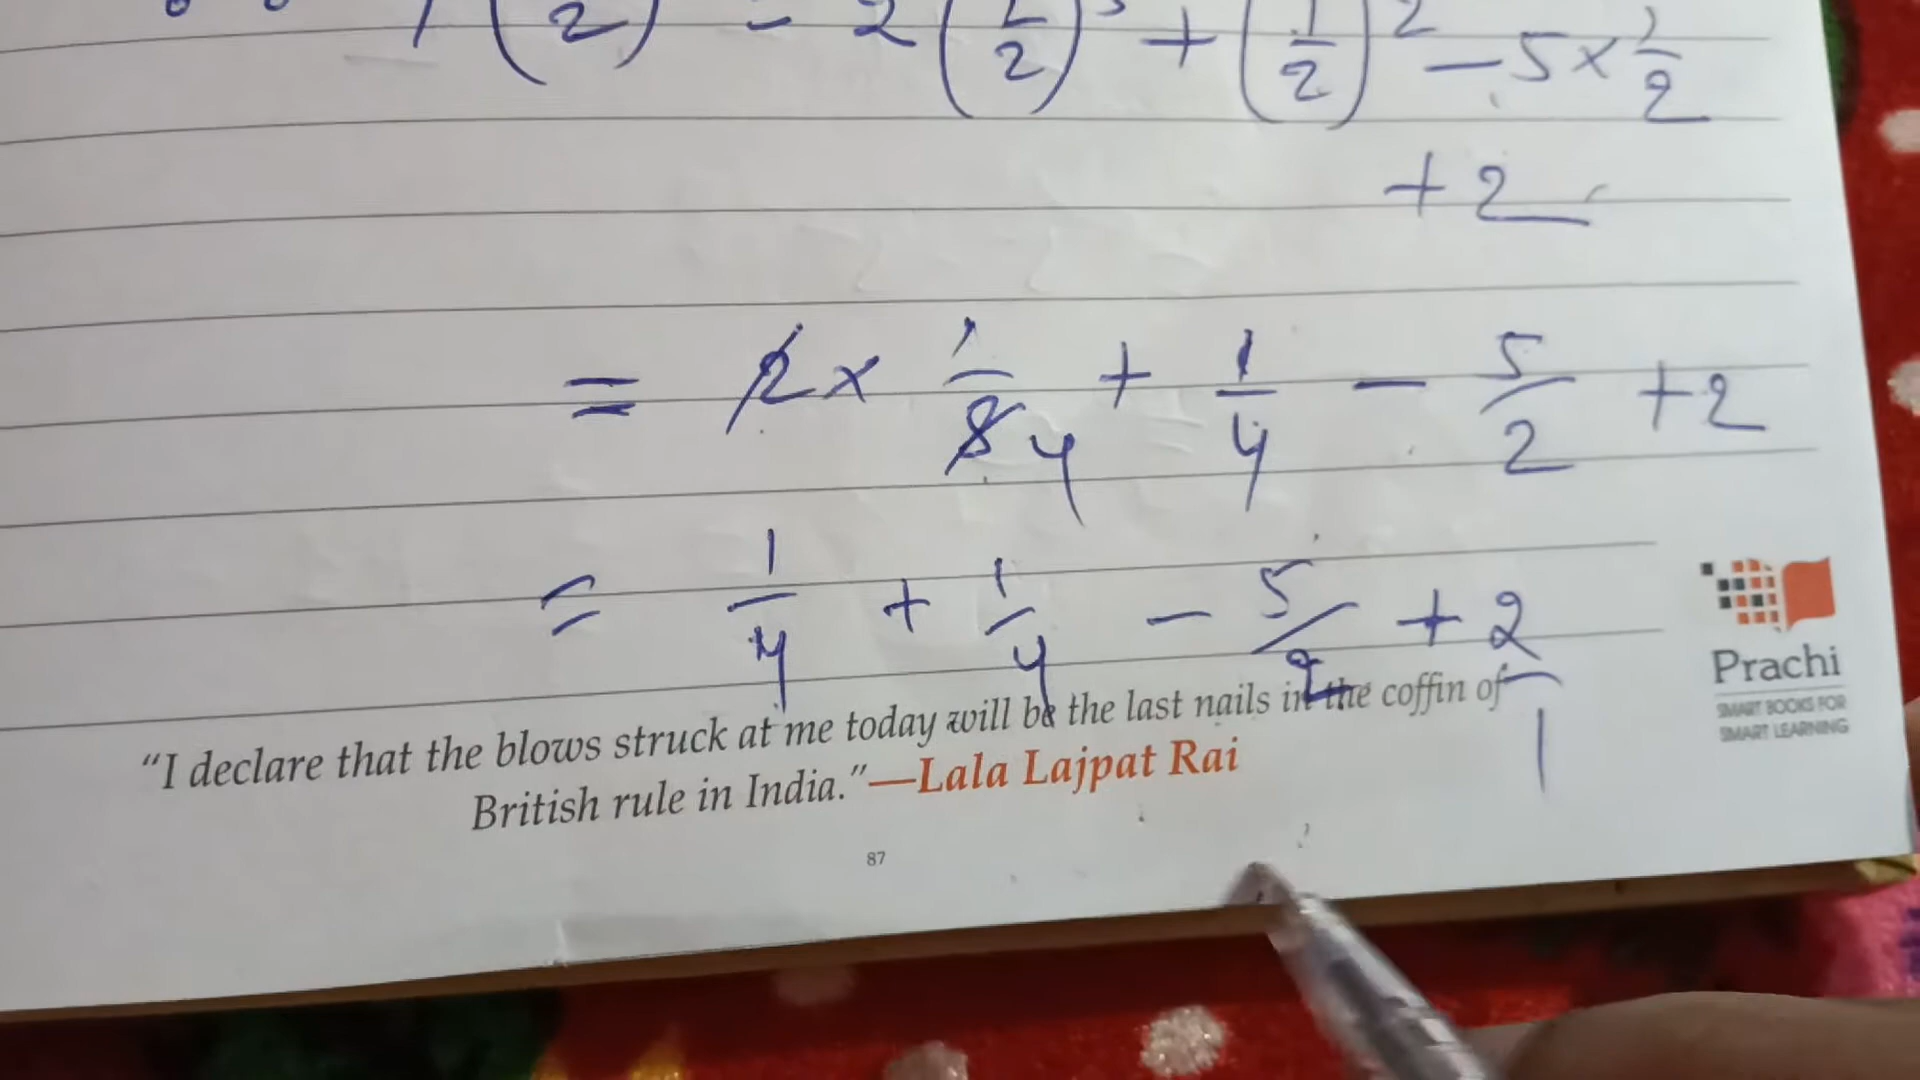 P(1/2) = 2(1/2)³ + (1/2)² – 5 × 1/2
+ 2
= 2 × 1/8 4 + 1/4 – 5/2 + 2
= 1/4 + 1/4 – 5/2 + 2/1
“I declare that the blows struck at me today will be the last nails in the coffin of
British rule in India.”—Lala Lajpat Rai
87
Prachi
SMART BOOKS FOR
SMART LEARNING